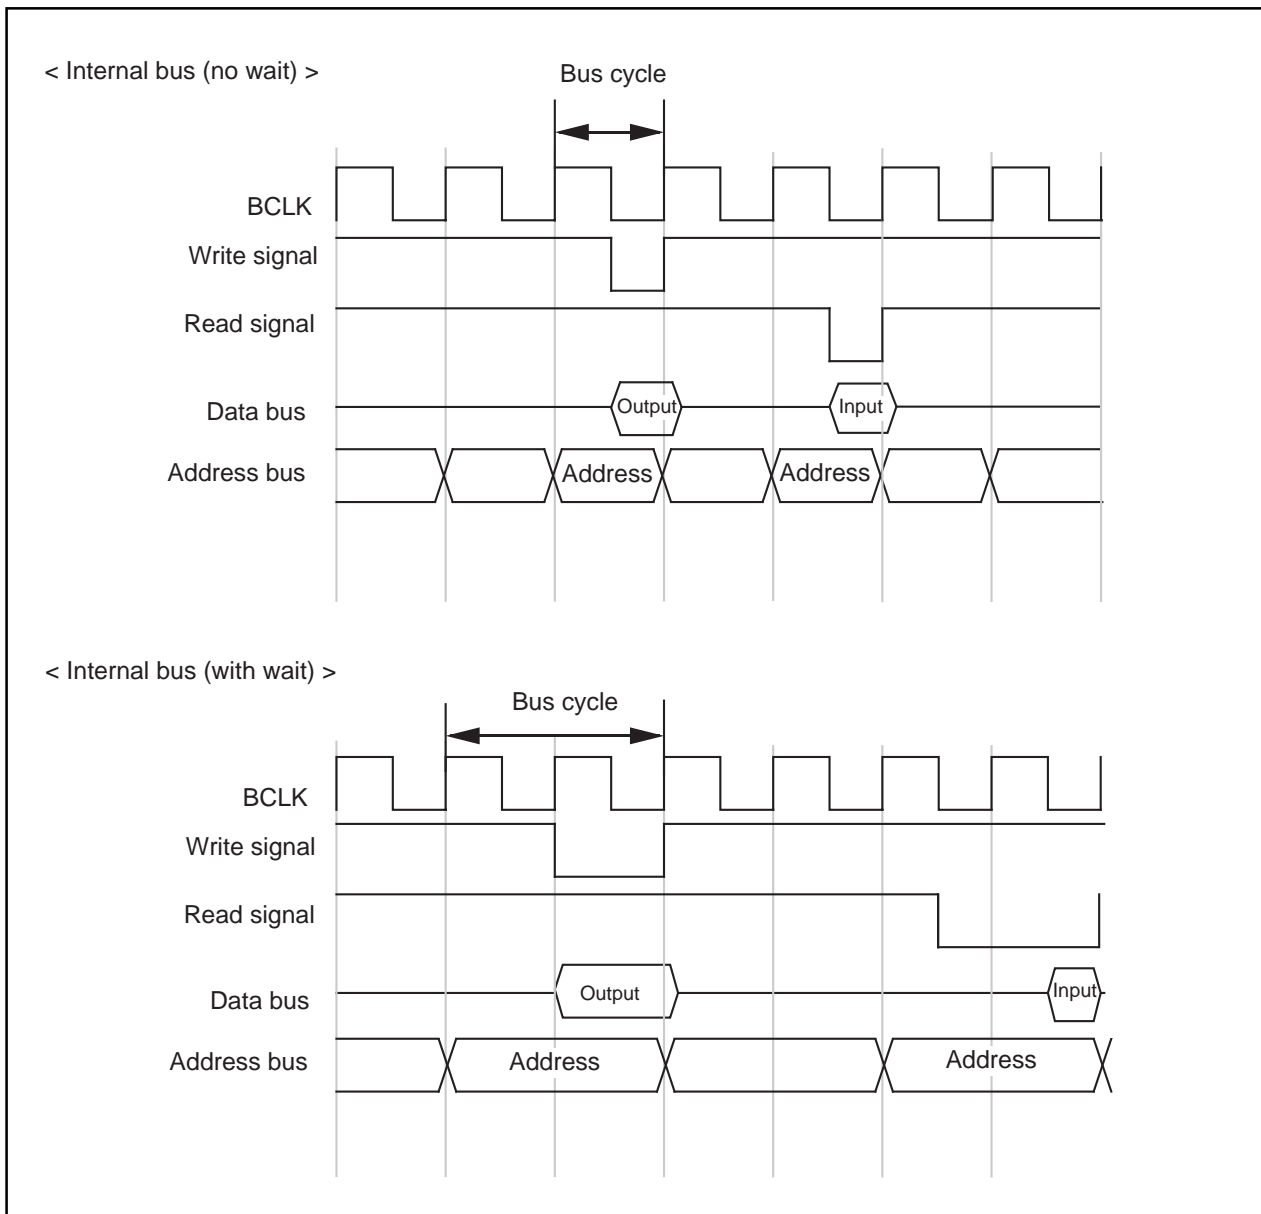 < Internal bus (no wait) >
Bus cycle
BCLK
Write signal
Read signal
Data bus
Output
Input
Address bus
Address
Address
< Internal bus (with wait) >
Bus cycle
BCLK
Write signal
Read signal
Data bus
Output
Input
Address bus
Address
Address